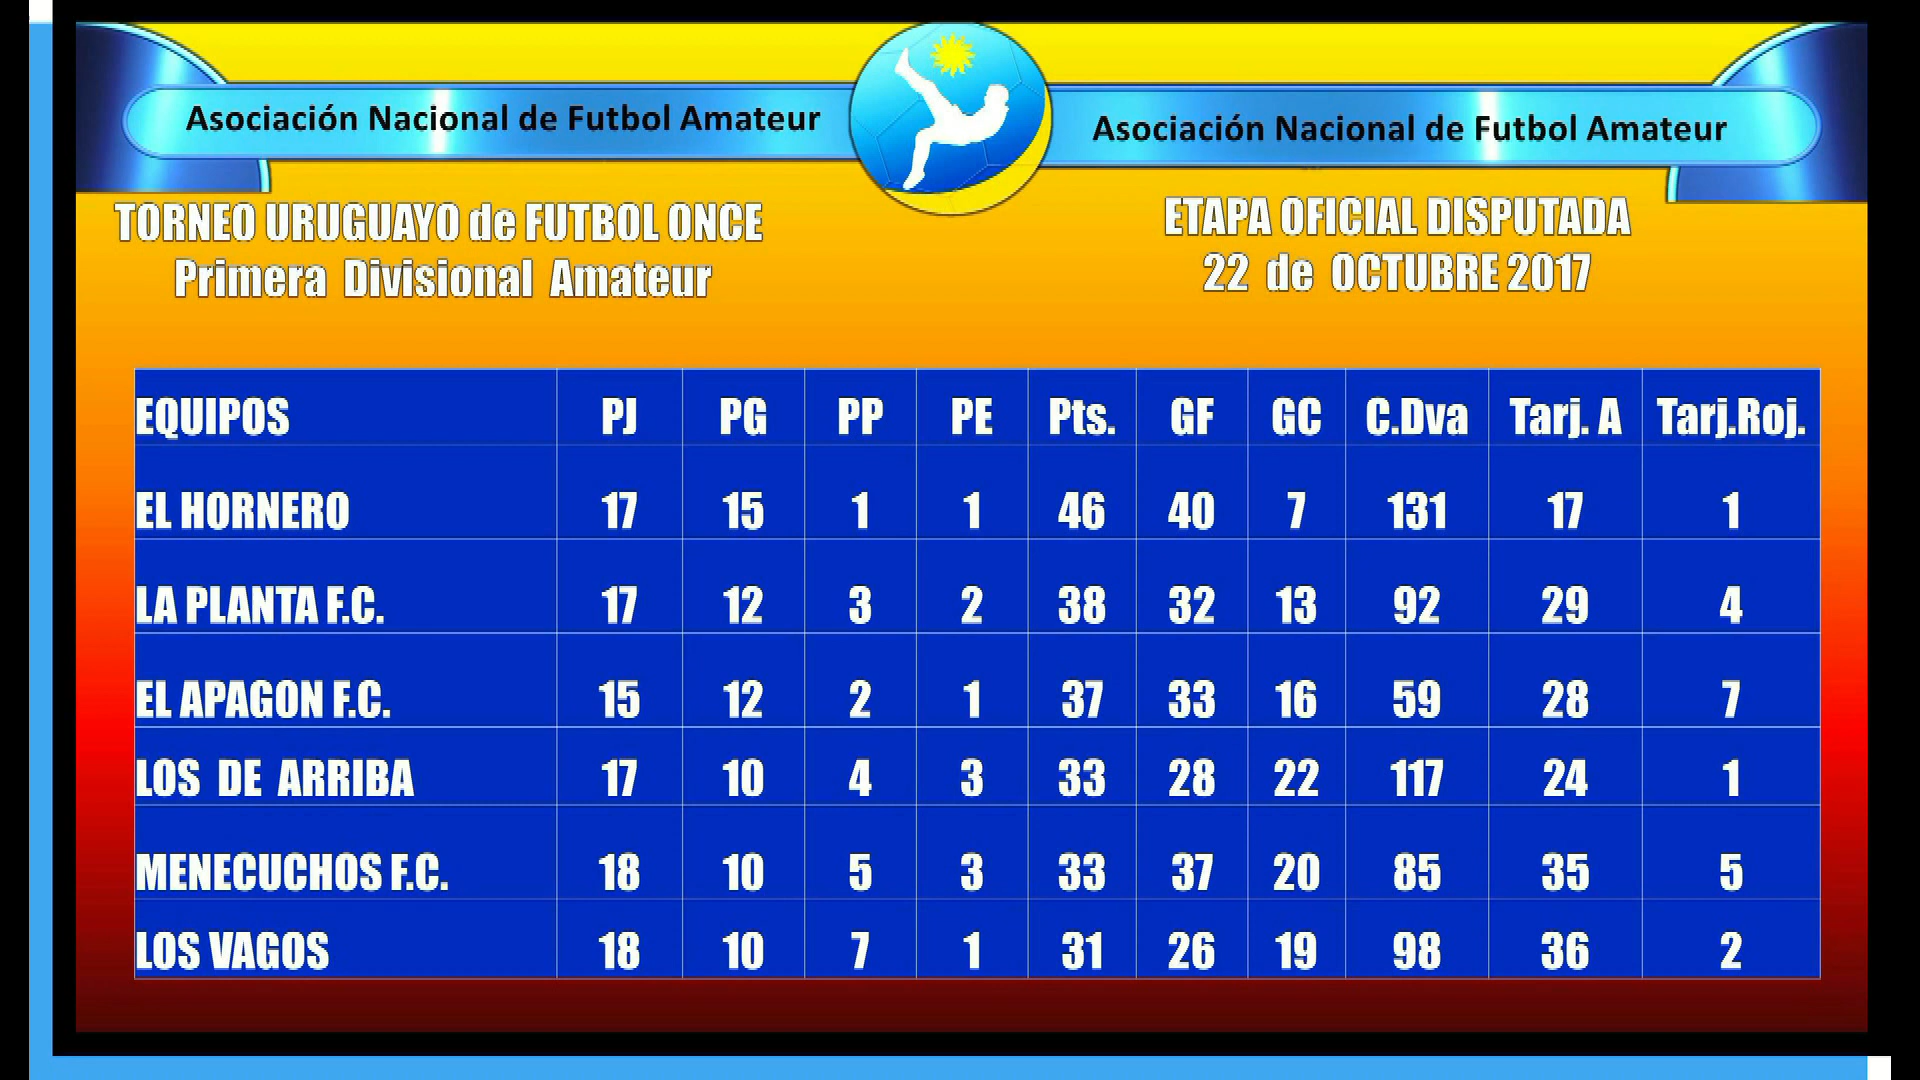 Asociación Nacional de Futbol Amateur
Asociación Nacional de Futbol Amateur
TORNEO URUGUAYO de FUTBOL ONCE
Primera Divisional Amateur
ETAPA OFICIAL DISPUTADA
22 de OCTUBRE 2017
EQUIPOS PJ PG PP PE Pts. GF GC C.Dva Tarj. A Tarj.Roj.
EL HORNERO 17 15 1 1 46 40 7 131 17 1
LA PLANTA F.C. 17 12 3 2 38 32 13 92 29 4
EL APAGON F.C. 15 12 2 1 37 33 16 59 28 7
LOS DE ARRIBA 17 10 4 3 33 28 22 117 24 1
MENECUCHOS F.C. 18 10 5 3 33 37 20 85 35 5
LOS VAGOS 18 10 7 1 31 26 19 98 36 2